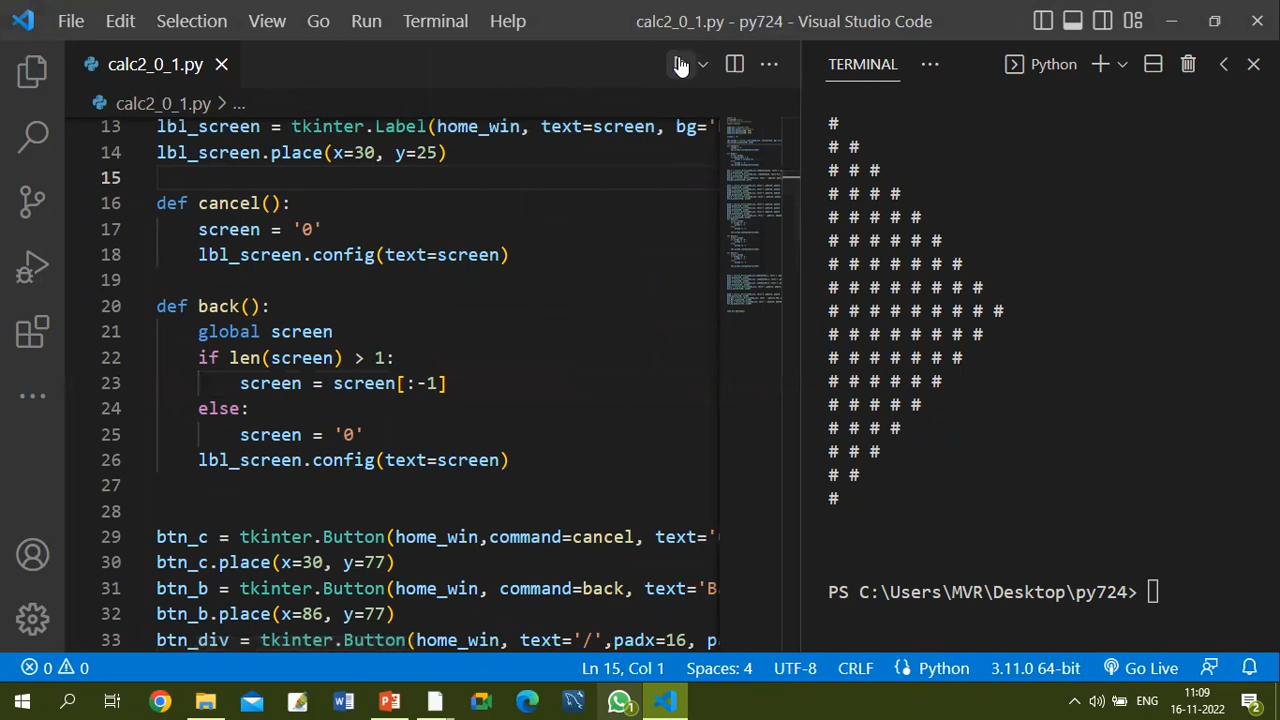 File Edit Selection View Go Run Terminal Help calc2_0_1.py - py724 - Visual Studio Code
calc2_0_1.py
TERMINAL
Python
calc2_0_1.py > ...
13 lbl_screen = tkinter.Label(home_win, text=screen, bg='
14 lbl_screen.place(x=30, y=25)
15
16 def cancel():
17 screen = '0'
18 lbl_screen.config(text=screen)
19
20 def back():
21 global screen
22 if len(screen) > 1:
23 screen = screen[:-1]
24 else:
25 screen = '0'
26 lbl_screen.config(text=screen)
27
28
29 btn_c = tkinter.Button(home_win,command=cancel, text='
30 btn_c.place(x=30, y=77)
31 btn_b = tkinter.Button(home_win, command=back, text='B
32 btn_b.place(x=86, y=77)
33 btn_div = tkinter.Button(home_win, text='/',padx=16, p
#
# #
# # #
# # # #
# # # # #
# # # # # #
# # # # # # #
# # # # # # # #
# # # # # # # # #
# # # # # # # #
# # # # # # #
# # # # # #
# # # # #
# # # #
# # #
# #
#
PS C:\Users\MVR\Desktop\py724>
0 0 Ln 15, Col 1 Spaces: 4 UTF-8 CRLF Python 3.11.0 64-bit Go Live
1 ENG 11:09
16-11-2022 2